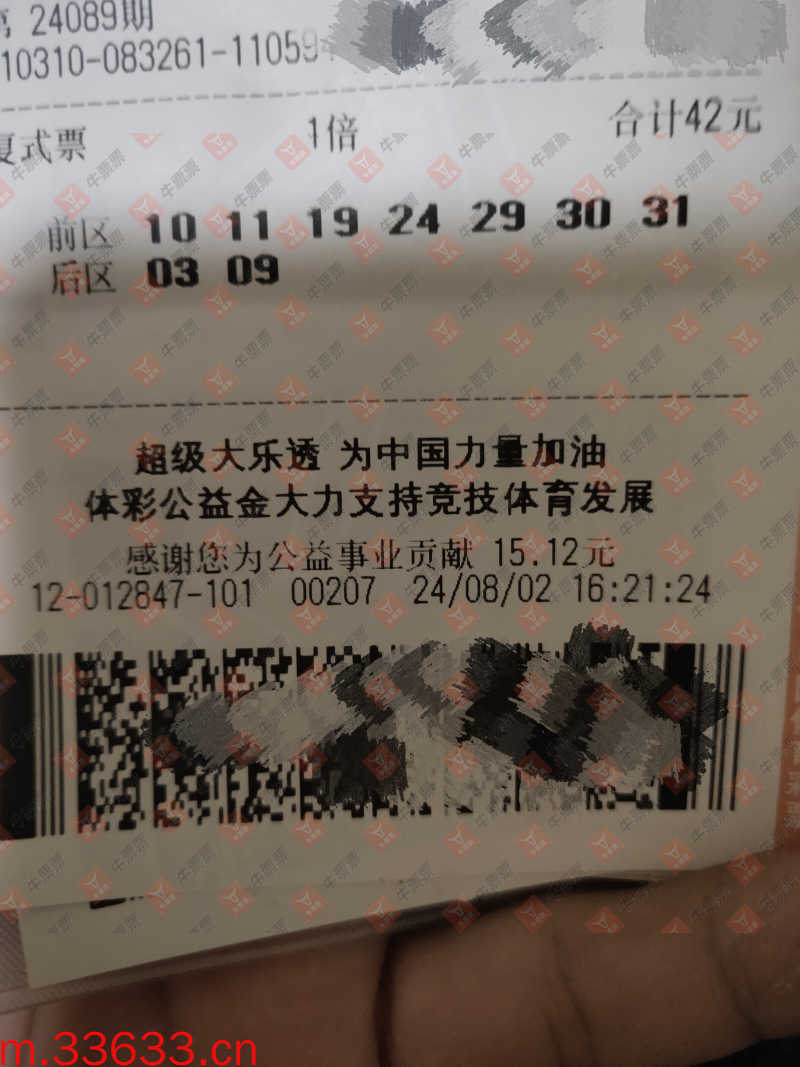 24089期
10310-083261-11059
复式票 1倍 合计42元
前区 10 11 19 24 29 30 31
后区 03 09
超级大乐透 为中国力量加油
体彩公益金大力支持竞技体育发展
感谢您为公益事业贡献 15.12元
12-012847-101 00207 24/08/02 16:21:24
牛票票
m.33633.cn